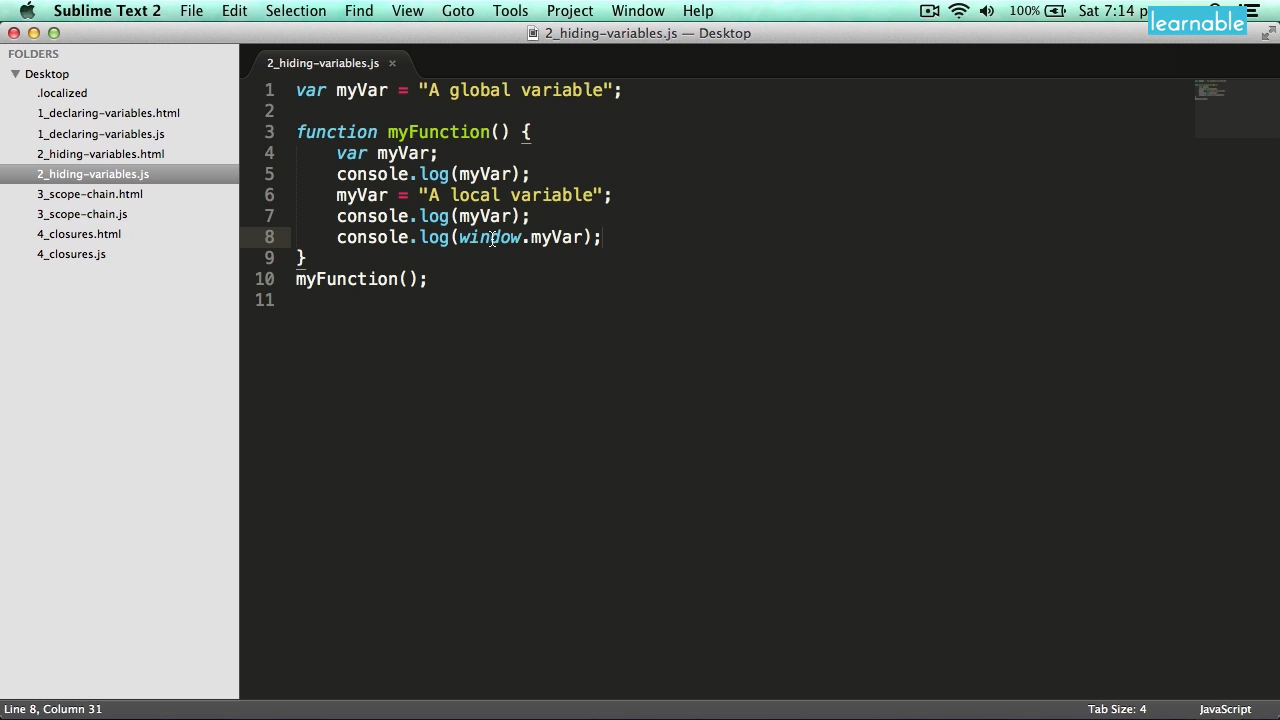 Sublime Text 2 File Edit Selection Find View Goto Tools Project Window Help 100% Sat 7:14
learnable
2_hiding-variables.js — Desktop
FOLDERS
Desktop
.localized
1_declaring-variables.html
1_declaring-variables.js
2_hiding-variables.html
2_hiding-variables.js
3_scope-chain.html
3_scope-chain.js
4_closures.html
4_closures.js
2_hiding-variables.js ×
1 var myVar = "A global variable";
2
3 function myFunction() {
4 var myVar;
5 console.log(myVar);
6 myVar = "A local variable";
7 console.log(myVar);
8 console.log(window.myVar);
9 }
10 myFunction();
11
Line 8, Column 31 Tab Size: 4 JavaScript